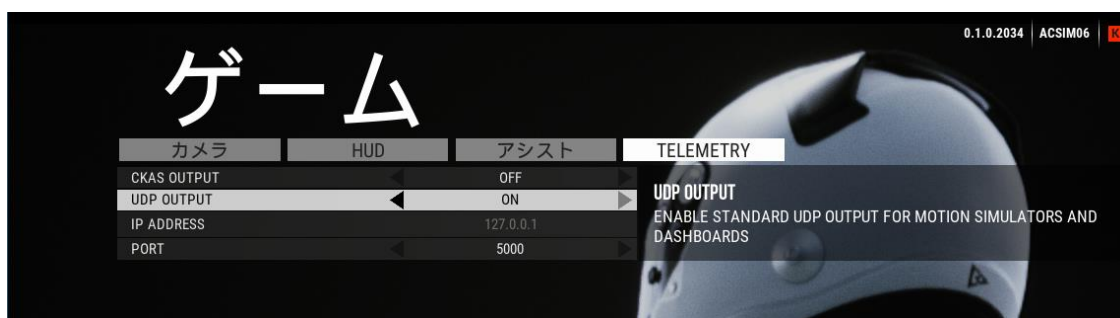 0.1.0.2034 ACSIM06 K
ゲーム
カメラ HUD アシスト TELEMETRY
CKAS OUTPUT OFF
UDP OUTPUT ON
IP ADDRESS 127.0.0.1
PORT 5000
UDP OUTPUT
ENABLE STANDARD UDP OUTPUT FOR MOTION SIMULATORS AND
DASHBOARDS